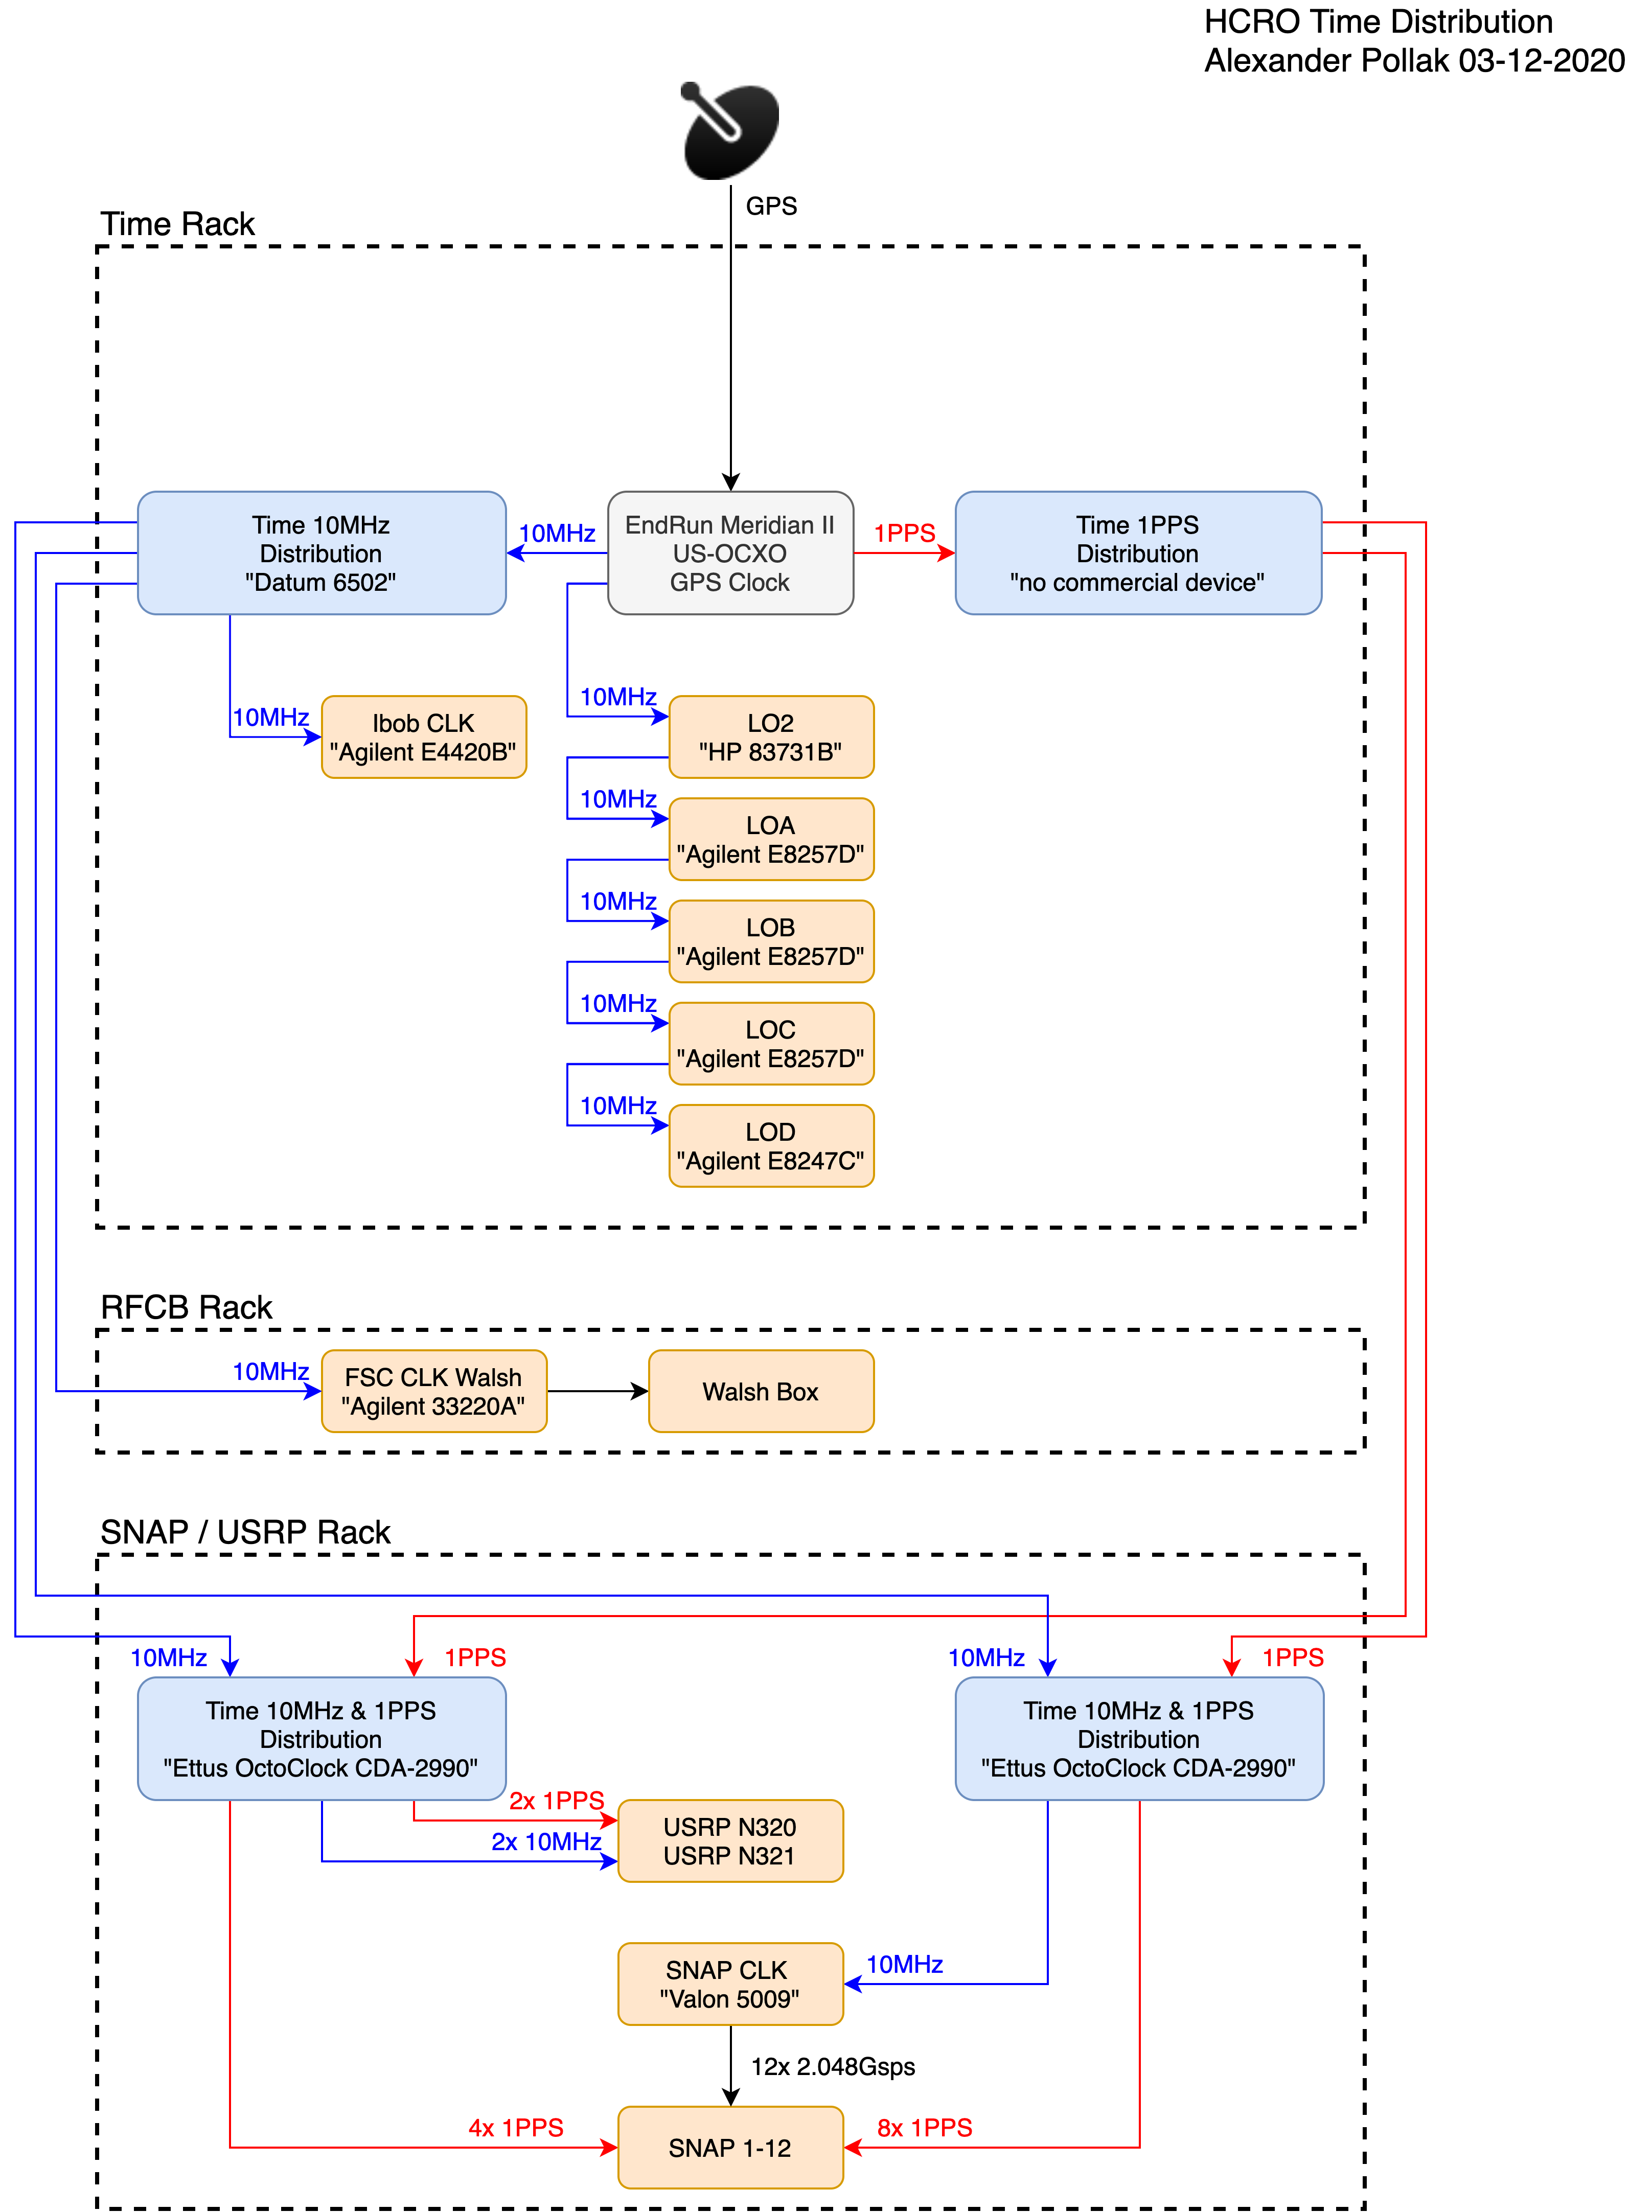 HCRO Time Distribution
Alexander Pollak 03-12-2020
GPS
Time Rack
Time 10MHz
Distribution
"Datum 6502"
10MHz
EndRun Meridian II
US-OCXO
GPS Clock
1PPS
Time 1PPS
Distribution
"no commercial device"
10MHz
Ibob CLK
"Agilent E4420B"
10MHz
LO2
"HP 83731B"
10MHz
LOA
"Agilent E8257D"
10MHz
LOB
"Agilent E8257D"
10MHz
LOC
"Agilent E8257D"
10MHz
LOD
"Agilent E8247C"
RFCB Rack
10MHz
FSC CLK Walsh
"Agilent 33220A"
Walsh Box
SNAP / USRP Rack
10MHz
1PPS
10MHz
1PPS
Time 10MHz & 1PPS
Distribution
"Ettus OctoClock CDA-2990"
Time 10MHz & 1PPS
Distribution
"Ettus OctoClock CDA-2990"
2x 1PPS
2x 10MHz
USRP N320
USRP N321
SNAP CLK
"Valon 5009"
10MHz
12x 2.048Gsps
4x 1PPS
SNAP 1-12
8x 1PPS